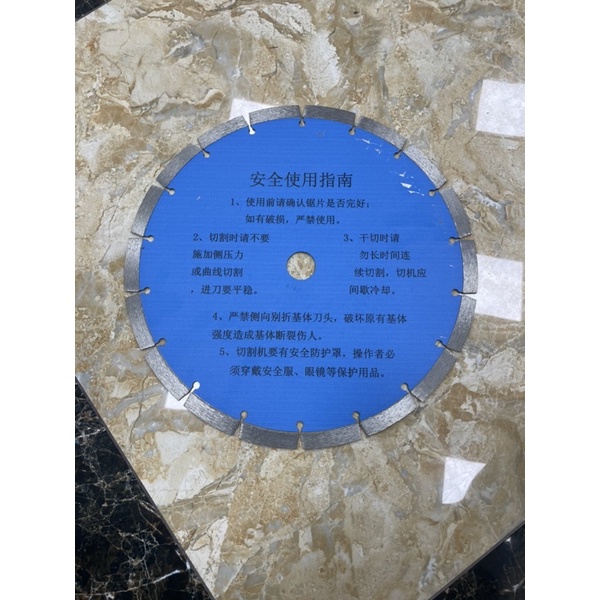 安全使用指南
1、使用前请确认锯片是否完好；
如有破损，严禁使用。
2、切割时请不要
施加侧压力
或曲线切割
，进刀要平稳。
3、干切时请
勿长时间连
续切割，切机应
间歇冷却。
4、严禁侧向别折基体刀头，破坏原有基体
强度造成基体断裂伤人。
5、切割机要有安全防护罩，操作者必
须穿戴安全服、眼镜等保护用品。